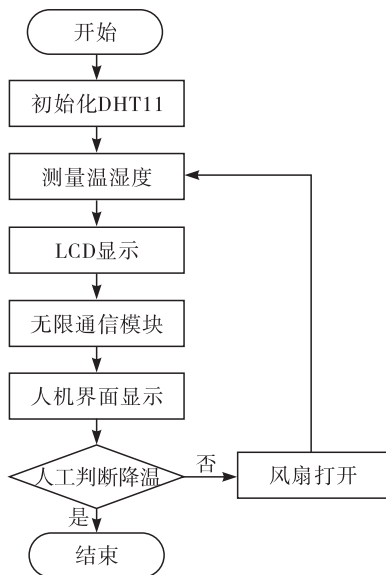 开始
初始化DHT11
测量温湿度
LCD显示
无限通信模块
人机界面显示
人工判断降温
否
风扇打开
是
结束